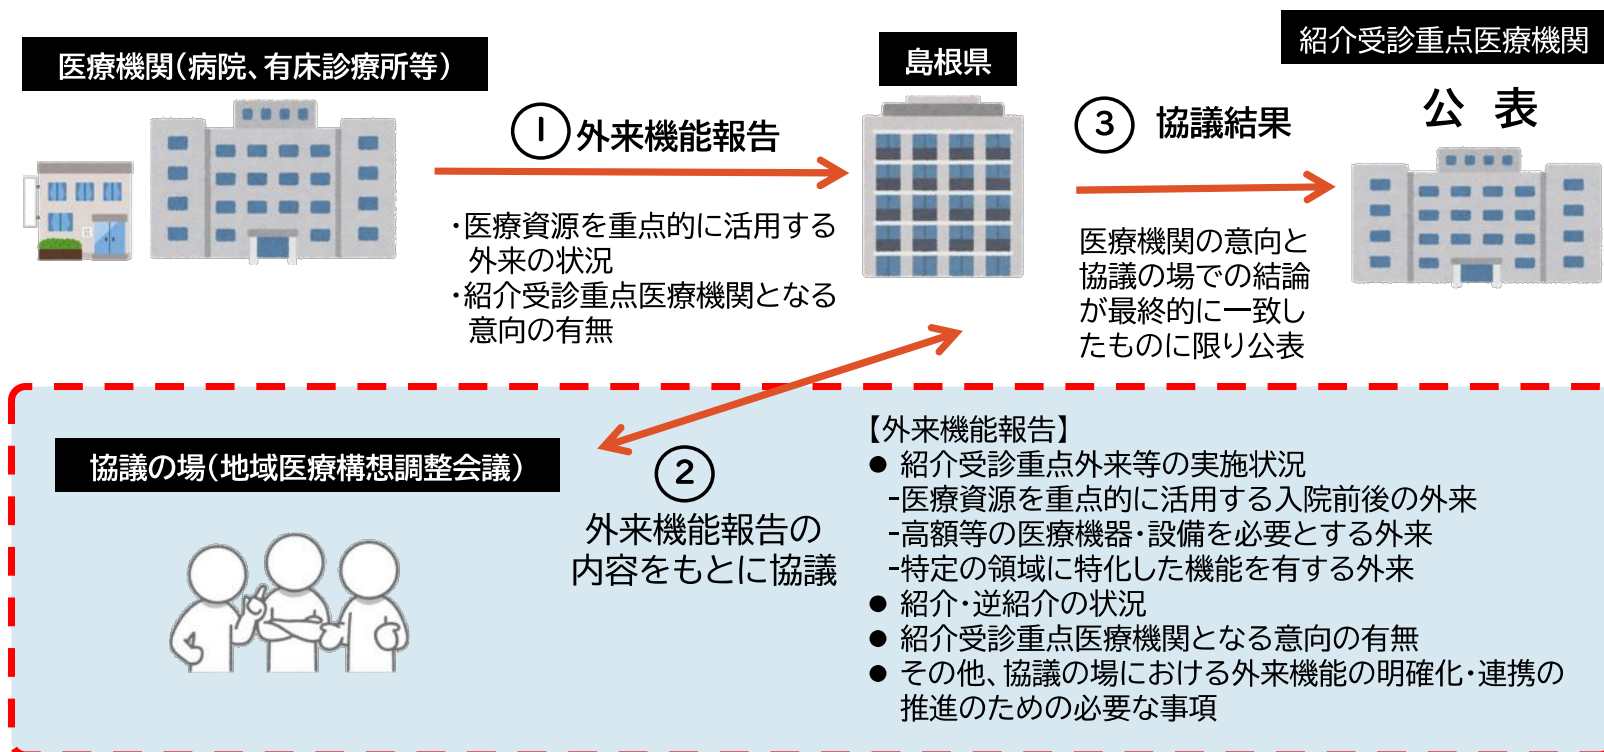 医療機関(病院、有床診療所等)
島根県
紹介受診重点医療機関
公 表
① 外来機能報告
・医療資源を重点的に活用する
外来の状況
・紹介受診重点医療機関となる
意向の有無
③ 協議結果
医療機関の意向と
協議の場での結論
が最終的に一致し
たものに限り公表
協議の場(地域医療構想調整会議)
②
外来機能報告の
内容をもとに協議
【外来機能報告】
● 紹介受診重点外来等の実施状況
-医療資源を重点的に活用する入院前後の外来
-高額等の医療機器・設備を必要とする外来
-特定の領域に特化した機能を有する外来
● 紹介・逆紹介の状況
● 紹介受診重点医療機関となる意向の有無
● その他、協議の場における外来機能の明確化・連携の
推進のための必要な事項